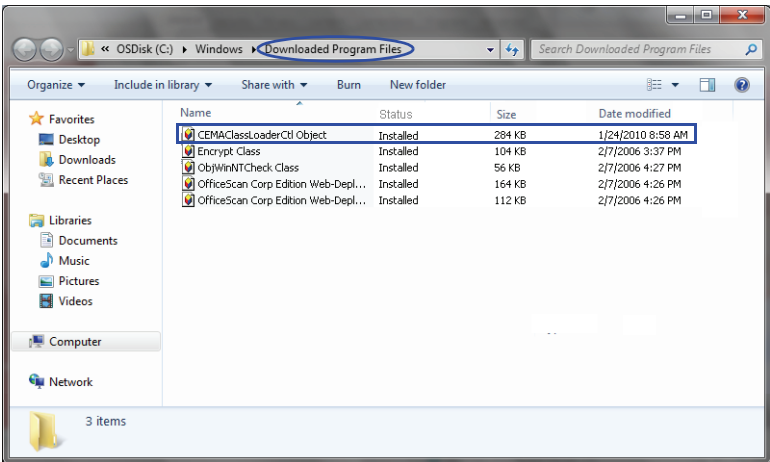 « OSDisk (C:) ▸ Windows ▸ Downloaded Program Files
Search Downloaded Program Files
Organize ▾ Include in library ▾ Share with ▾ Burn New folder
Name Status Size Date modified
CEMAClassLoaderCtl Object Installed 284 KB 1/24/2010 8:58 AM
Encrypt Class Installed 104 KB 2/7/2006 3:37 PM
ObjWinNTCheck Class Installed 56 KB 2/7/2006 4:27 PM
OfficeScan Corp Edition Web-Depl... Installed 164 KB 2/7/2006 4:26 PM
OfficeScan Corp Edition Web-Depl... Installed 112 KB 2/7/2006 4:26 PM
Favorites
Desktop
Downloads
Recent Places
Libraries
Documents
Music
Pictures
Videos
Computer
Network
3 items